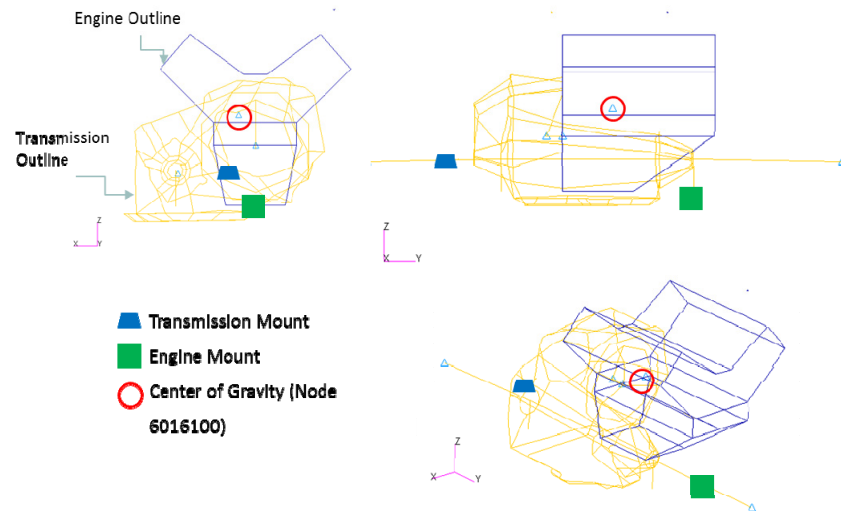 Engine Outline
Transmission
Outline
Z
X Y
Z
X Y
Transmission Mount
Engine Mount
Center of Gravity (Node
6016100)
Z
X Y